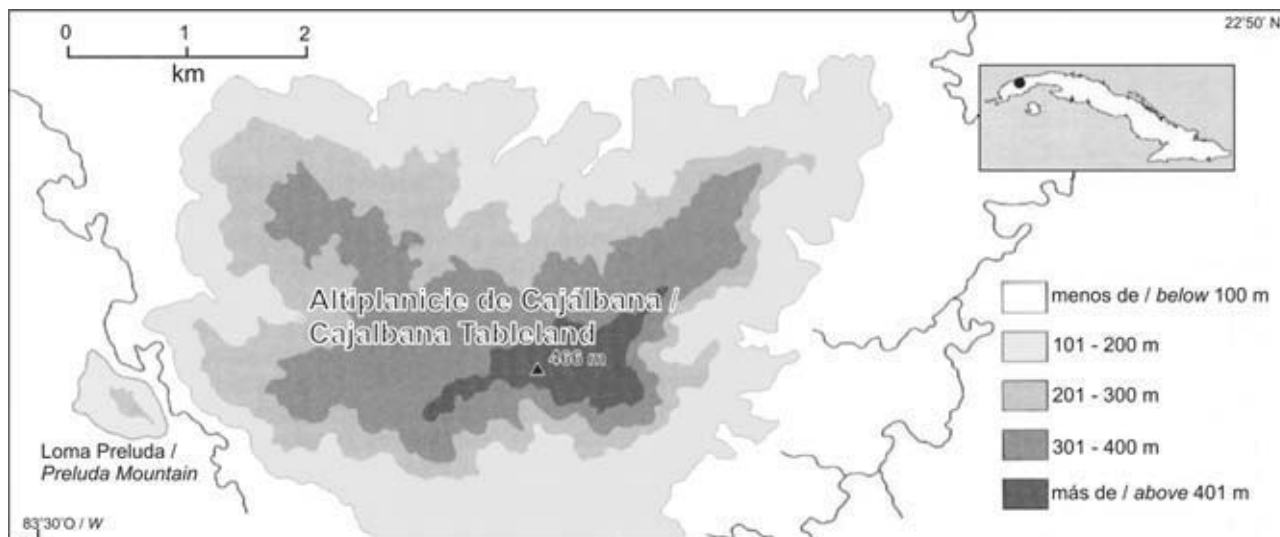 0 1 2
km
22°50' N
Altiplanicie de Cajálbana /
Cajalbana Tableland
466 m
Loma Preluda /
Preluda Mountain
83°30'O / W
menos de / below 100 m
101 - 200 m
201 - 300 m
301 - 400 m
más de / above 401 m